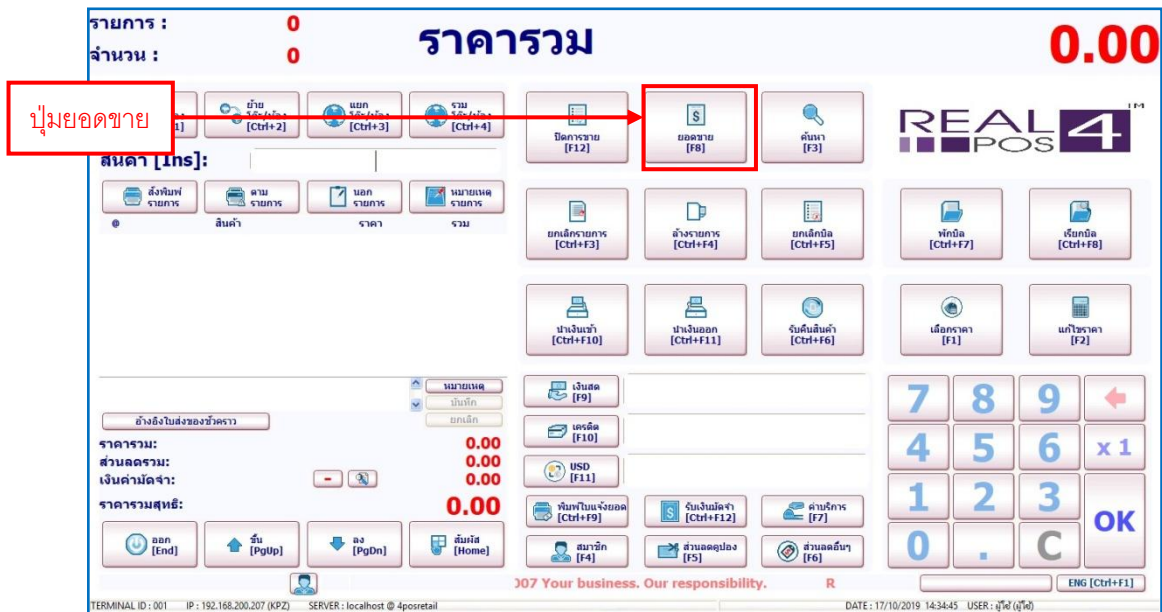 รายการ : 0
จำนวน : 0
ราคารวม
0.00
ปุ่มยอดขาย
ย้าย
[Ctrl+2]
แยก
[Ctrl+3]
รวม
[Ctrl+4]
สินค้า [Ins]:
สั่งพิมพ์รายการ
ตามรายการ
นอกรายการ
หมายเหตุรายการ
@ สินค้า ราคา รวม
ปิดการขาย
[F12]
ยอดขาย
[F8]
ค้นหา
[F3]
REAL 4 TM
POS
ยกเลิกรายการ
[Ctrl+F3]
ล้างรายการ
[Ctrl+F4]
ยกเลิกบิล
[Ctrl+F5]
พักบิล
[Ctrl+F7]
เรียกบิล
[Ctrl+F8]
นำเงินเข้า
[Ctrl+F10]
นำเงินออก
[Ctrl+F11]
รับคืนสินค้า
[Ctrl+F6]
เลือกราคา
[F1]
แก้ไขราคา
[F2]
หมายเหตุ
บันทึก
ยกเลิก
อ้างอิงใบส่งของชั่วคราว
ราคารวม: 0.00
ส่วนลดรวม: 0.00
เงินค่ามัดจำ: - 0.00
ราคารวมสุทธิ: 0.00
ออก
[End]
ขึ้น
[PgUp]
ลง
[PgDn]
สัมผัส
[Home]
เงินสด
[F9]
เครดิต
[F10]
USD
[F11]
พิมพ์ใบแจ้งยอด
[Ctrl+F9]
รับเงินมัดจำ
[Ctrl+F12]
ค่าบริการ
[F7]
สมาชิก
[F4]
ส่วนลดคูปอง
[F5]
ส่วนลดอื่นๆ
[F6]
7 8 9
4 5 6 x 1
1 2 3 OK
0 . C
007 Your business. Our responsibility. R
ENG [Ctrl+F1]
TERMINAL ID : 001 IP : 192.168.200.207 (KPZ) SERVER : localhost @ 4posretail DATE : 17/10/2019 14:34:45 USER : ผู้ใช้ (ผู้ใช้)